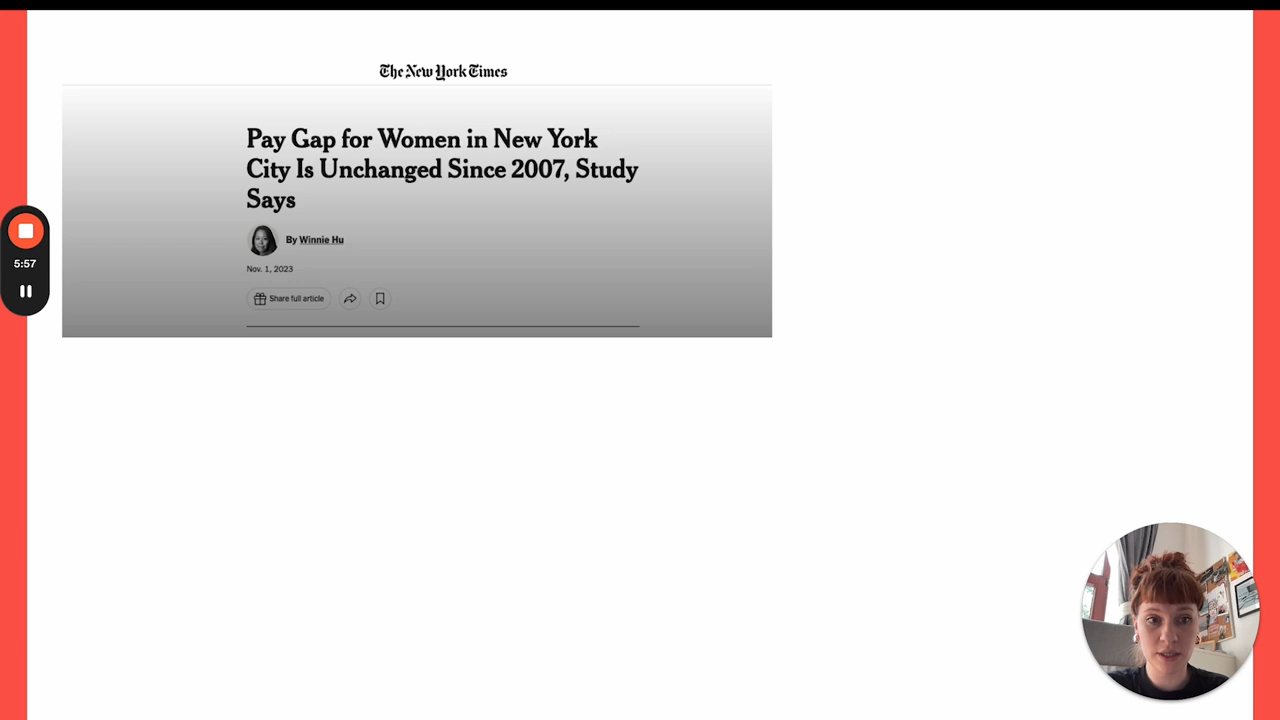 The New York Times
Pay Gap for Women in New York
City Is Unchanged Since 2007, Study
Says
By Winnie Hu
Nov. 1, 2023
Share full article
5:57